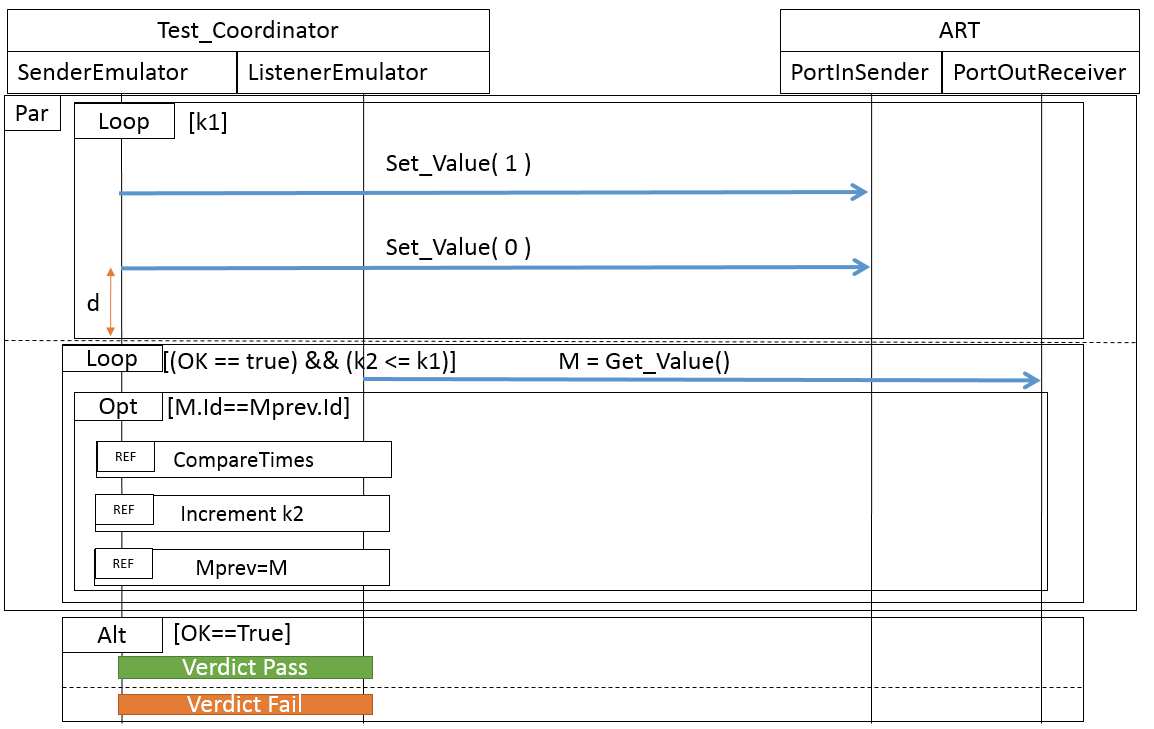 Test_Coordinator
ART
SenderEmulator
ListenerEmulator
PortInSender
PortOutReceiver
Par
Loop
[k1]
Set_Value( 1 )
Set_Value( 0 )
d
Loop
[(OK == true) && (k2 <= k1)]
M = Get_Value()
Opt
[M.Id==Mprev.Id]
REF
CompareTimes
REF
Increment k2
REF
Mprev=M
Alt
[OK==True]
Verdict Pass
Verdict Fail